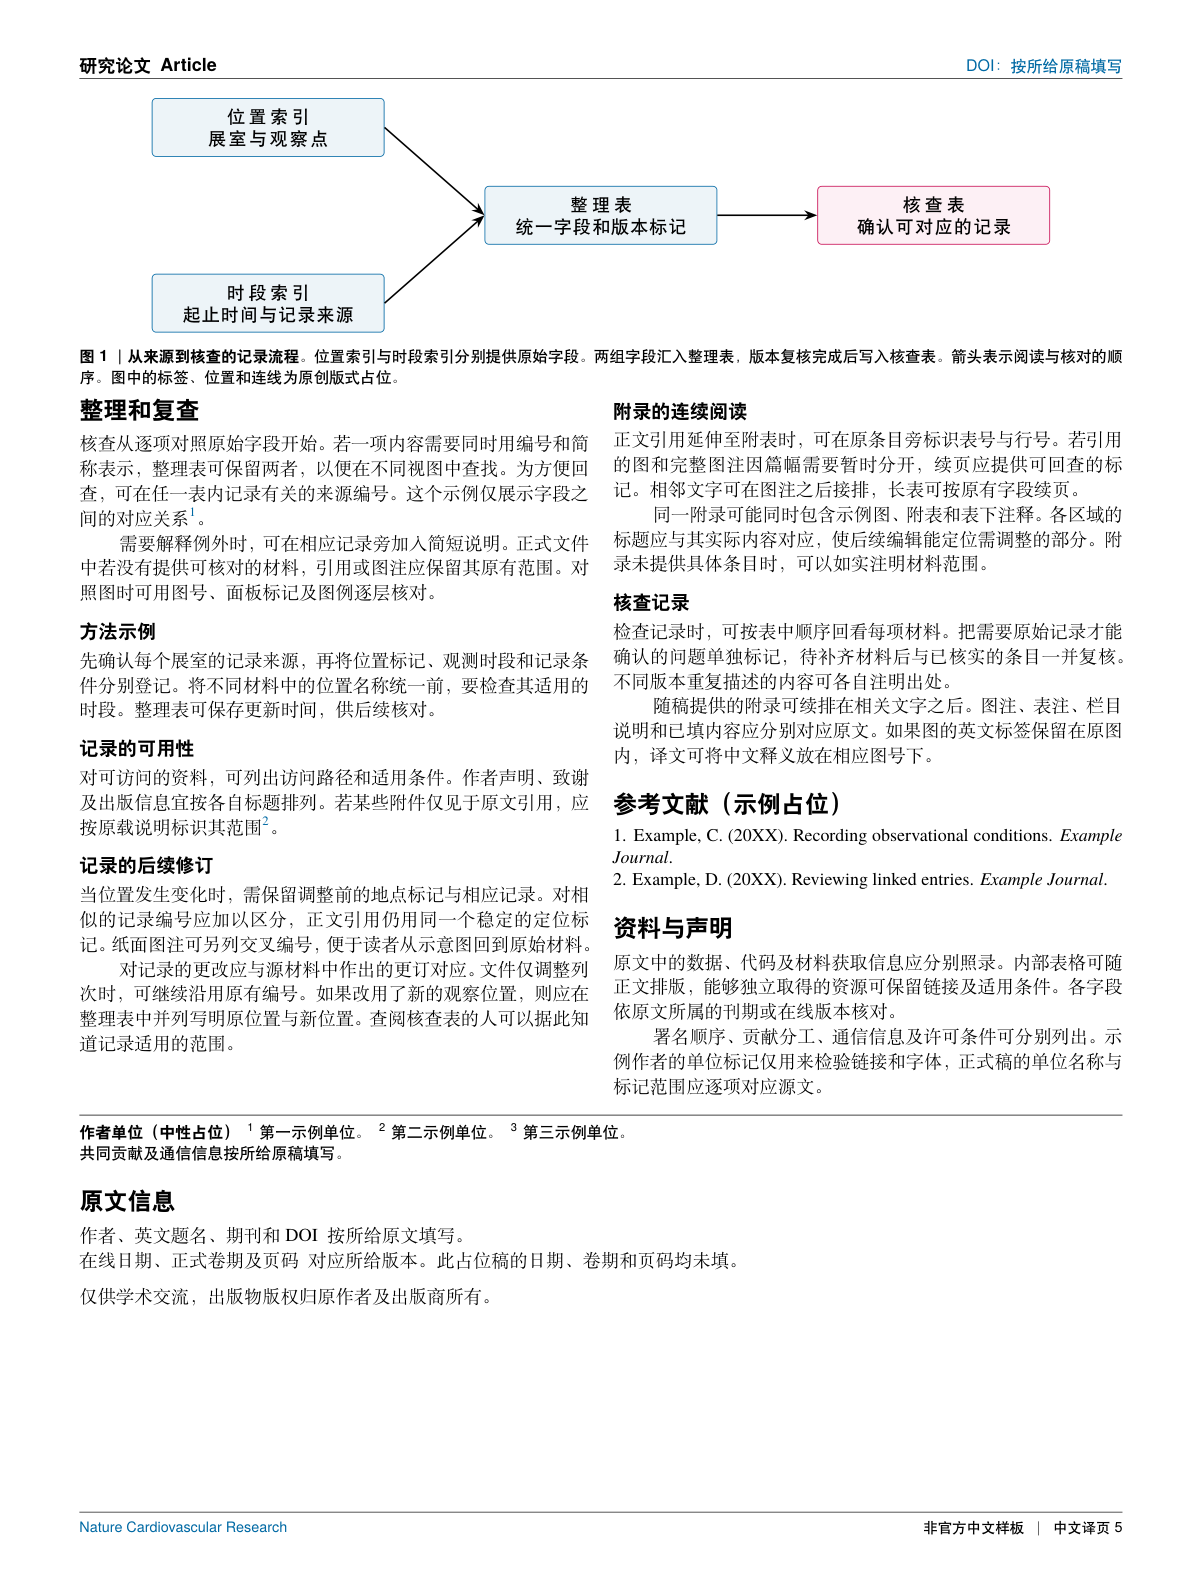 研究论文 Article
DOI：按所给原稿填写
位置索引
展室与观察点
整理表
统一字段和版本标记
核查表
确认可对应的记录
时段索引
起止时间与记录来源
图 1 | 从来源到核查的记录流程。位置索引与时段索引分别提供原始字段。两组字段汇入整理表，版本复核完成后写入核查表。箭头表示阅读与核对的顺
序。图中的标签、位置和连线为原创版式占位。
整理和复查
核查从逐项对照原始字段开始。若一项内容需要同时用编号和简
称表示，整理表可保留两者，以便在不同视图中查找。为方便回
查，可在任一表内记录有关的来源编号。这个示例仅展示字段之
间的对应关系1。
需要解释例外时，可在相应记录旁加入简短说明。正式文件
中若没有提供可核对的材料，引用或图注应保留其原有范围。对
照图时可用图号、面板标记及图例逐层核对。
方法示例
先确认每个展室的记录来源，再将位置标记、观测时段和记录条
件分别登记。将不同材料中的位置名称统一前，要检查其适用的
时段。整理表可保存更新时间，供后续核对。
记录的可用性
对可访问的资料，可列出访问路径和适用条件。作者声明、致谢
及出版信息宜按各自标题排列。若某些附件仅见于原文引用，应
按原载说明标识其范围2。
记录的后续修订
当位置发生变化时，需保留调整前的地点标记与相应记录。对相
似的记录编号应加以区分，正文引用仍用同一个稳定的定位标
记。纸面图注可另列交叉编号，便于读者从示意图回到原始材料。
对记录的更改应与源材料中作出的更订对应。文件仅调整列
次时，可继续沿用原有编号。如果改用了新的观察位置，则应在
整理表中并列写明原位置与新位置。查阅核查表的人可以据此知
道记录适用的范围。
附录的连续阅读
正文引用延伸至附表时，可在原条目旁标识表号与行号。若引用
的图和完整图注因篇幅需要暂时分开，续页应提供可回查的标
记。相邻文字可在图注之后接排，长表可按原有字段续页。
同一附录可能同时包含示例图、附表和表下注释。各区域的
标题应与其实际内容对应，使后续编辑能定位需调整的部分。附
录未提供具体条目时，可以如实注明材料范围。
核查记录
检查记录时，可按表中顺序回看每项材料。把需要原始记录才能
确认的问题单独标记，待补齐材料后与已核实的条目一并复核。
不同版本重复描述的内容可各自注明出处。
随稿提供的附录可续排在相关文字之后。图注、表注、栏目
说明和已填内容应分别对应原文。如果图的英文标签保留在原图
内，译文可将中文释义放在相应图号下。
参考文献（示例占位）
1. Example, C. (20XX). Recording observational conditions. Example
Journal.
2. Example, D. (20XX). Reviewing linked entries. Example Journal.
资料与声明
原文中的数据、代码及材料获取信息应分别照录。内部表格可随
正文排版，能够独立取得的资源可保留链接及适用条件。各字段
依原文所属的刊期或在线版本核对。
署名顺序、贡献分工、通信信息及许可条件可分别列出。示
例作者的单位标记仅用来检验链接和字体，正式稿的单位名称与
标记范围应逐项对应源文。
作者单位（中性占位） 1 第一示例单位。 2 第二示例单位。 3 第三示例单位。
共同贡献及通信信息按所给原稿填写。
原文信息
作者、英文题名、期刊和 DOI 按所给原文填写。
在线日期、正式卷期及页码 对应所给版本。此占位稿的日期、卷期和页码均未填。
仅供学术交流，出版物版权归原作者及出版商所有。
Nature Cardiovascular Research
非官方中文样板 | 中文译页 5